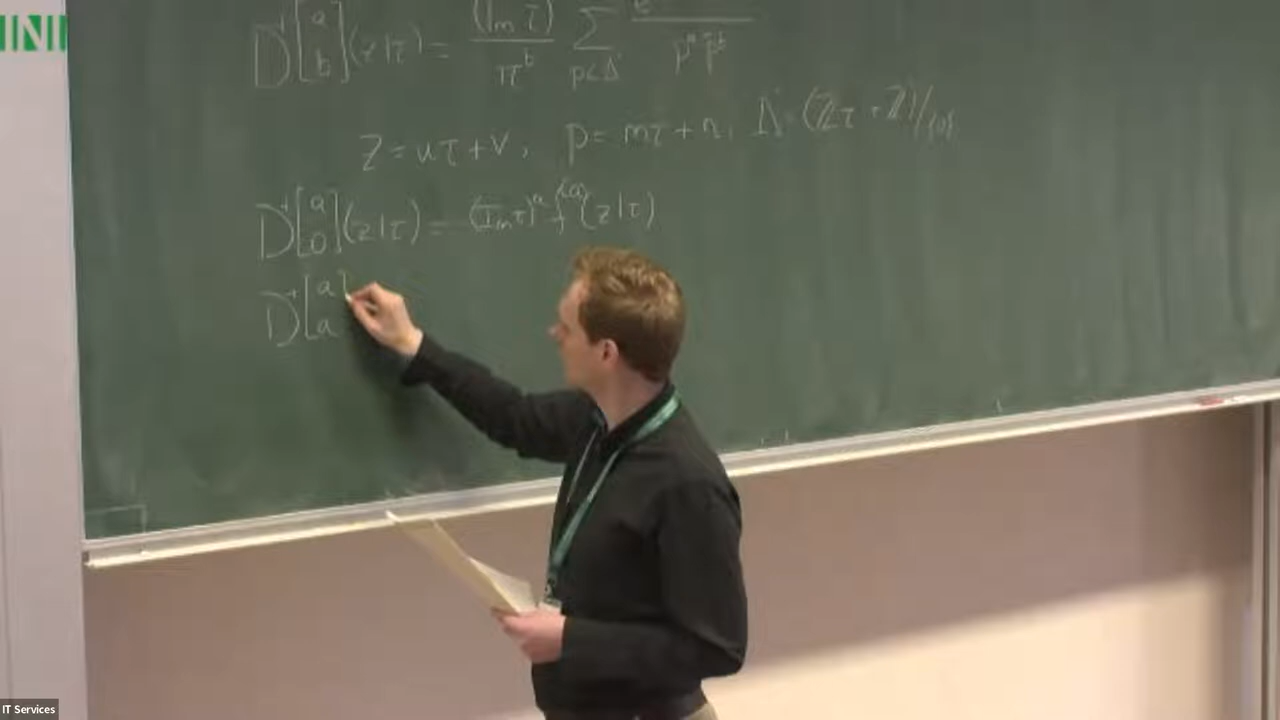 INI
D⁺[a b](z|τ) = (Im τ) / π^b ∑_{p∈Λ'} e / p^a p̄^b
z = uτ + v, p = mτ + n, Λ' = (ℤτ + ℤ)/{0}
D⁺[a 0](z|τ) = (Im τ)^a f^(a)(z|τ)
D⁺[a a]
IT Services